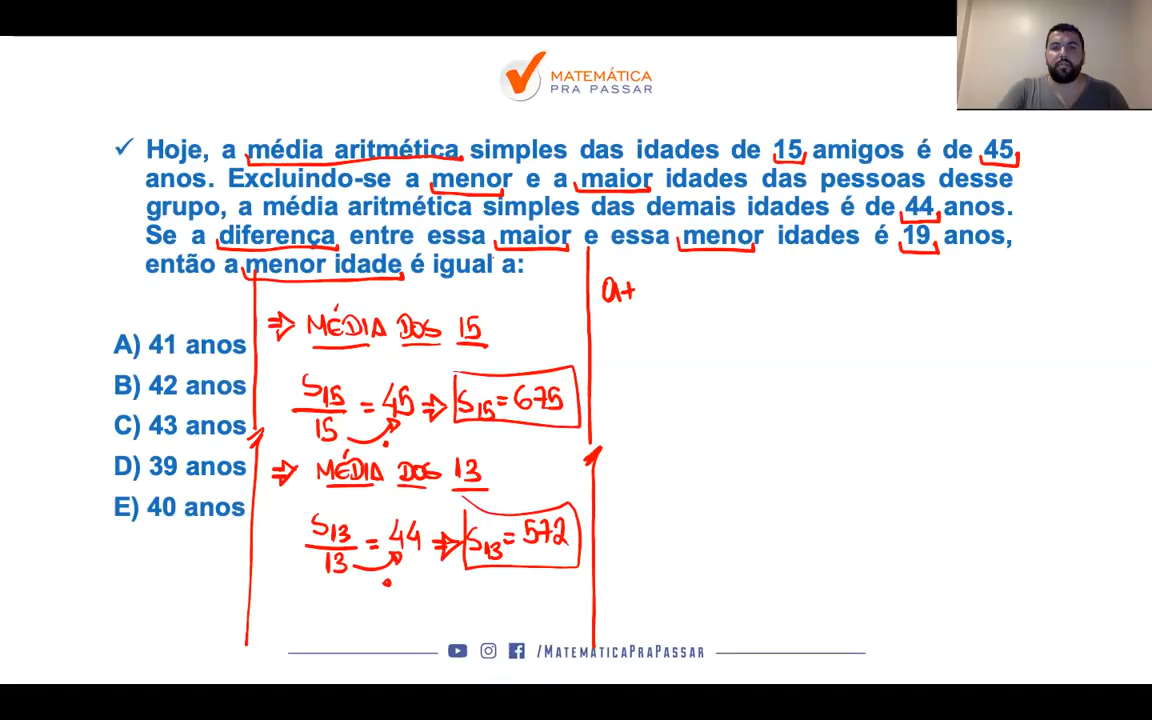 MATEMÁTICA
PRA PASSAR
✓ Hoje, a média aritmética simples das idades de 15 amigos é de 45
anos. Excluindo-se a menor e a maior idades das pessoas desse
grupo, a média aritmética simples das demais idades é de 44 anos.
Se a diferença entre essa maior e essa menor idades é 19 anos,
então a menor idade é igual a:
A) 41 anos
B) 42 anos
C) 43 anos
D) 39 anos
E) 40 anos
⇒ MÉDIA DOS 15
S15/15 = 45 ⇒ S15 = 675
⇒ MÉDIA DOS 13
S13/13 = 44 ⇒ S13 = 572
a+
/MATEMÁTICAPRAPASSAR